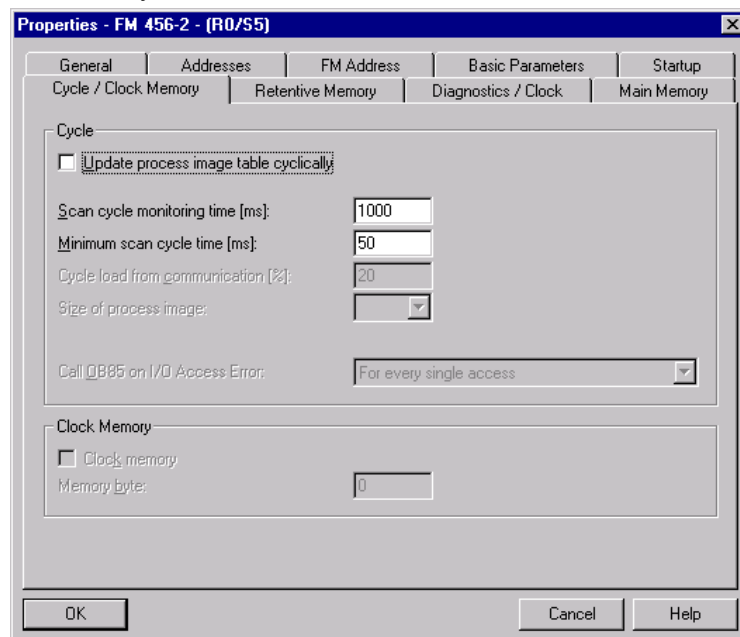 Properties - FM 456-2 - (R0/S5)
General Addresses FM Address Basic Parameters Startup
Cycle / Clock Memory Retentive Memory Diagnostics / Clock Main Memory
Cycle
Update process image table cyclically
Scan cycle monitoring time [ms]: 1000
Minimum scan cycle time [ms]: 50
Cycle load from communication [%]: 20
Size of process image:
Call OB85 on I/O Access Error: For every single access
Clock Memory
Clock memory
Memory byte: 0
OK Cancel Help